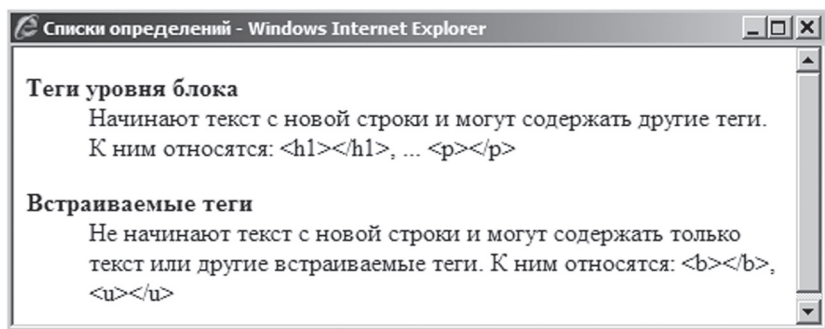 Списки определений - Windows Internet Explorer
Теги уровня блока
Начинают текст с новой строки и могут содержать другие теги.
К ним относятся: <h1></h1>, ... <p></p>
Встраиваемые теги
Не начинают текст с новой строки и могут содержать только
текст или другие встраиваемые теги. К ним относятся: <b></b>,
<u></u>